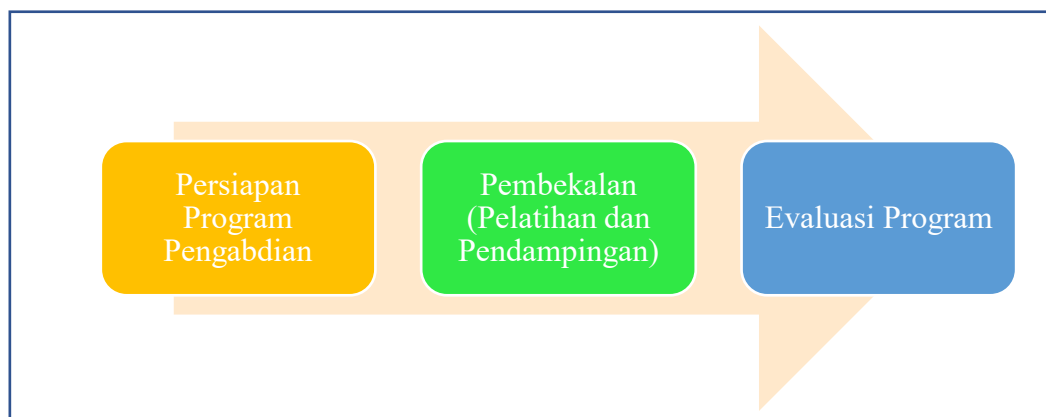 Persiapan
Program
Pengabdian
Pembekalan
(Pelatihan dan
Pendampingan)
Evaluasi Program